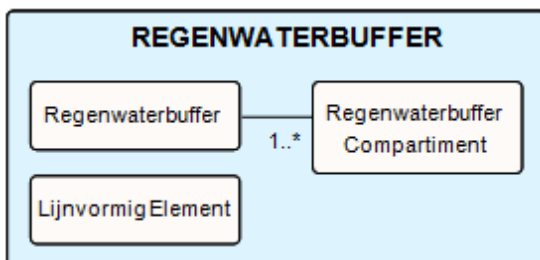 REGENWATERBUFFER
Regenwaterbuffer
1..*
Regenwaterbuffer
Compartiment
LijnvormigElement